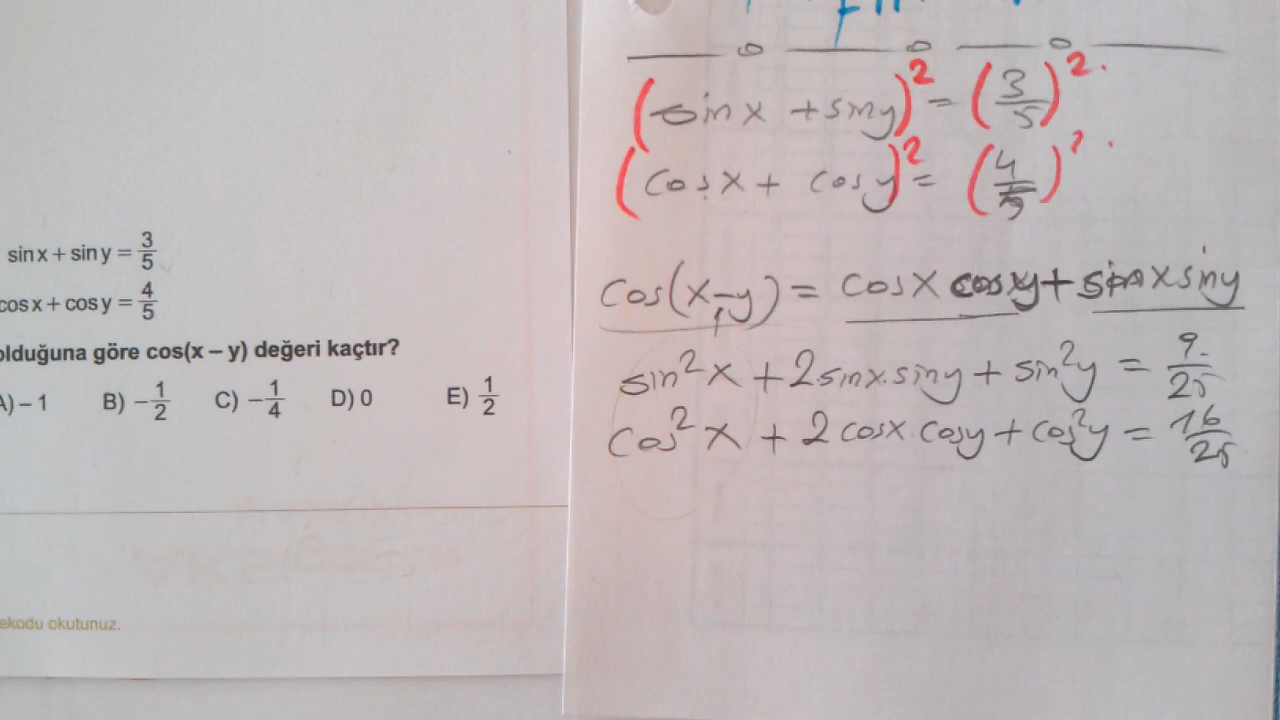 sinx + siny = 3/5
cosx + cosy = 4/5
olduğuna göre cos(x – y) değeri kaçtır?
A) – 1 B) – 1/2 C) – 1/4 D) 0 E) 1/2
ekodu okutunuz.
(sinx + siny)² = (3/5)².
(cosx + cosy)² = (4/5)².
cos(x-y) = cosx cosy + sinx siny
sin²x + 2sinx.siny + sin²y = 9/25
cos²x + 2cosx.cosy + cos²y = 16/25